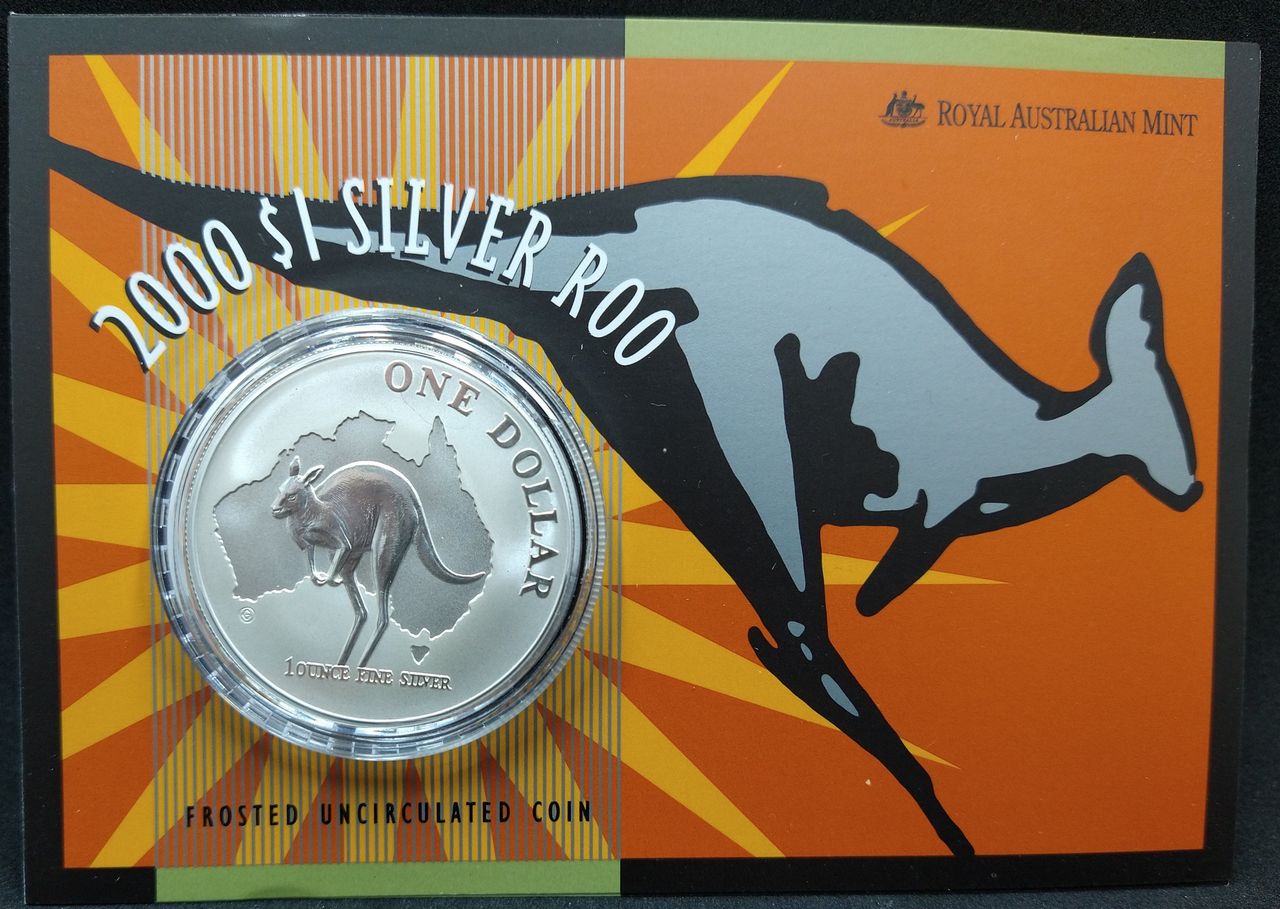 ROYAL AUSTRALIAN MINT
2000 $1 SILVER ROO
ONE DOLLAR
1 OUNCE FINE SILVER
FROSTED UNCIRCULATED COIN